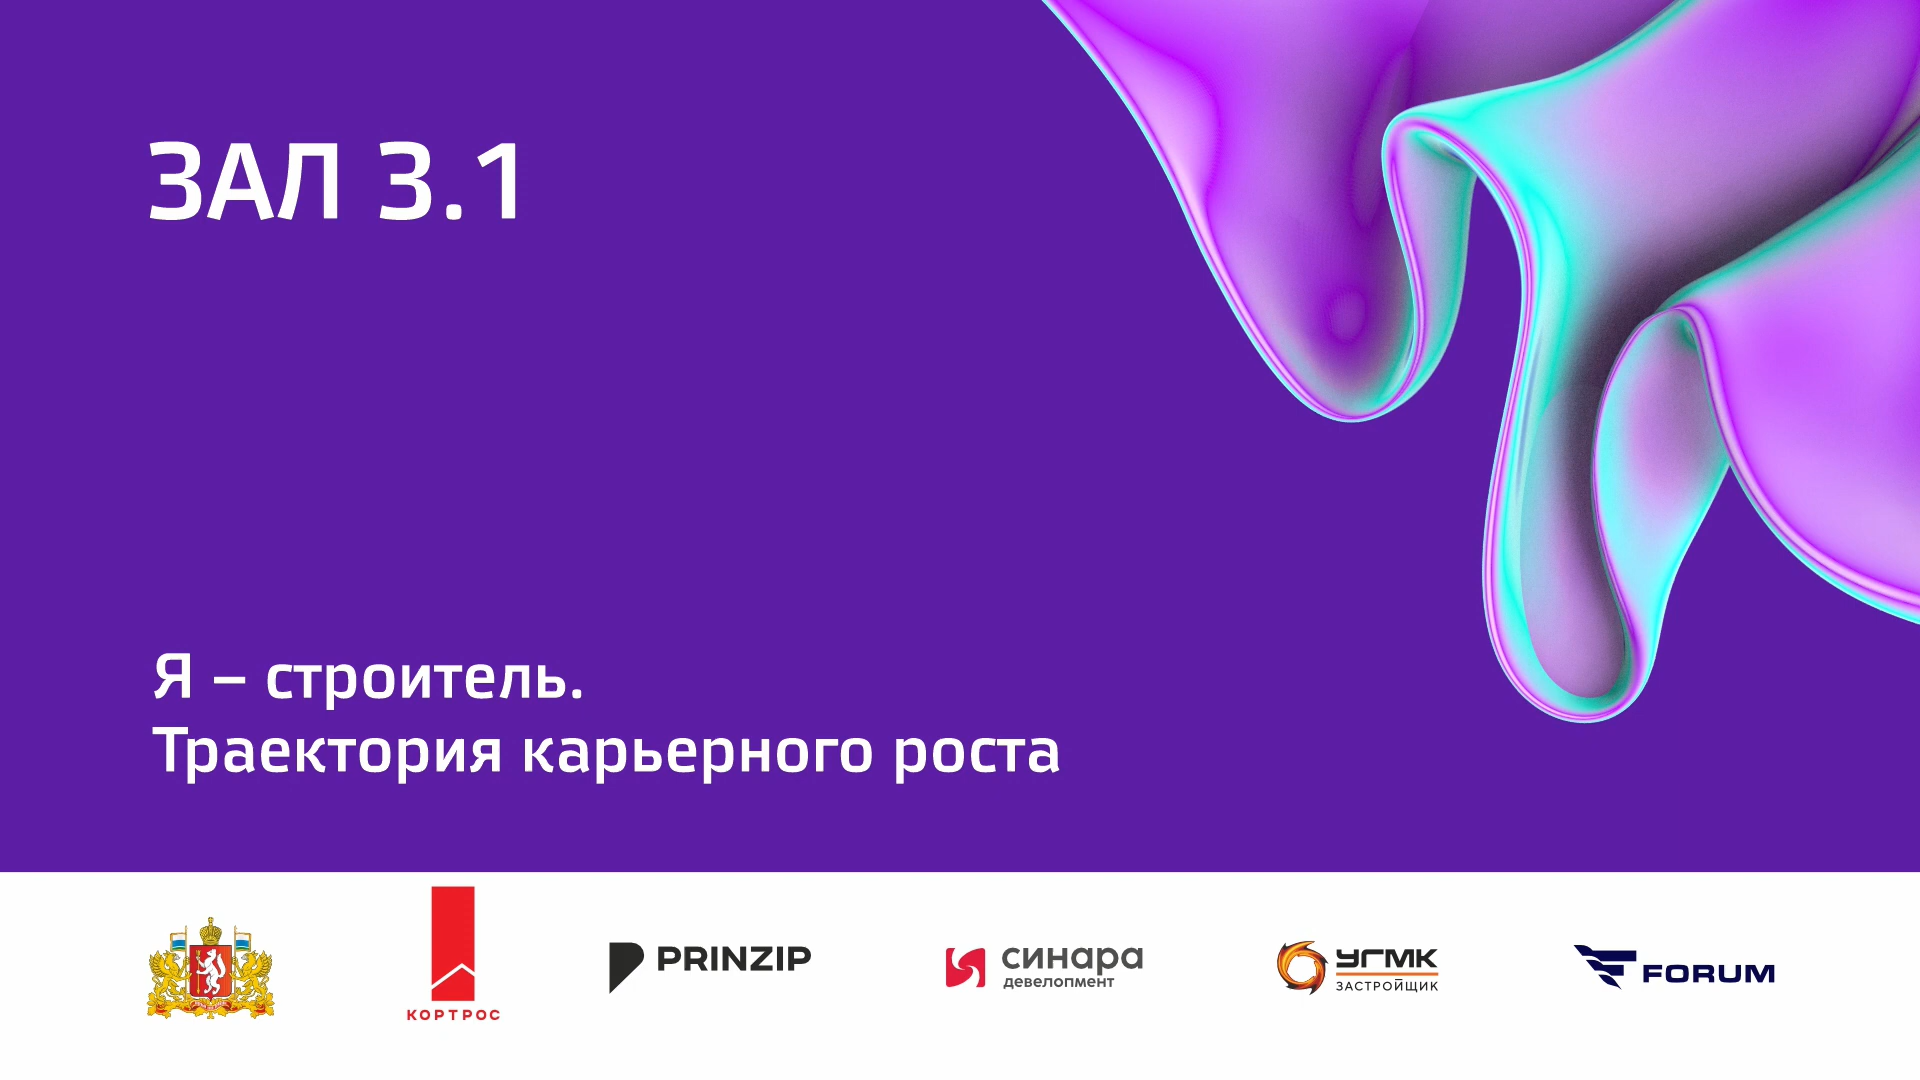 ЗАЛ 3.1
Я – строитель.
Траектория карьерного роста
КОРТРОС
PRINZIP
синара
девелопмент
УГМК
ЗАСТРОЙЩИК
FORUM